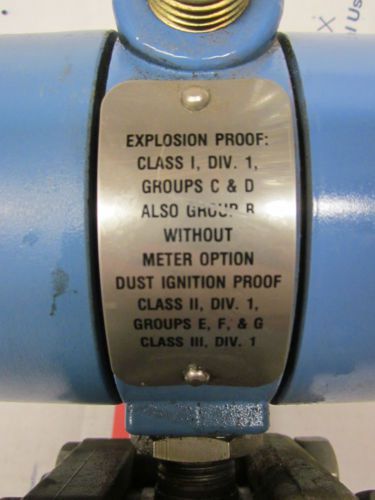 EXPLOSION PROOF:
CLASS I, DIV. 1,
GROUPS C & D
ALSO GROUP B
WITHOUT
METER OPTION
DUST IGNITION PROOF
CLASS II, DIV. 1,
GROUPS E, F, & G
CLASS III, DIV. 1